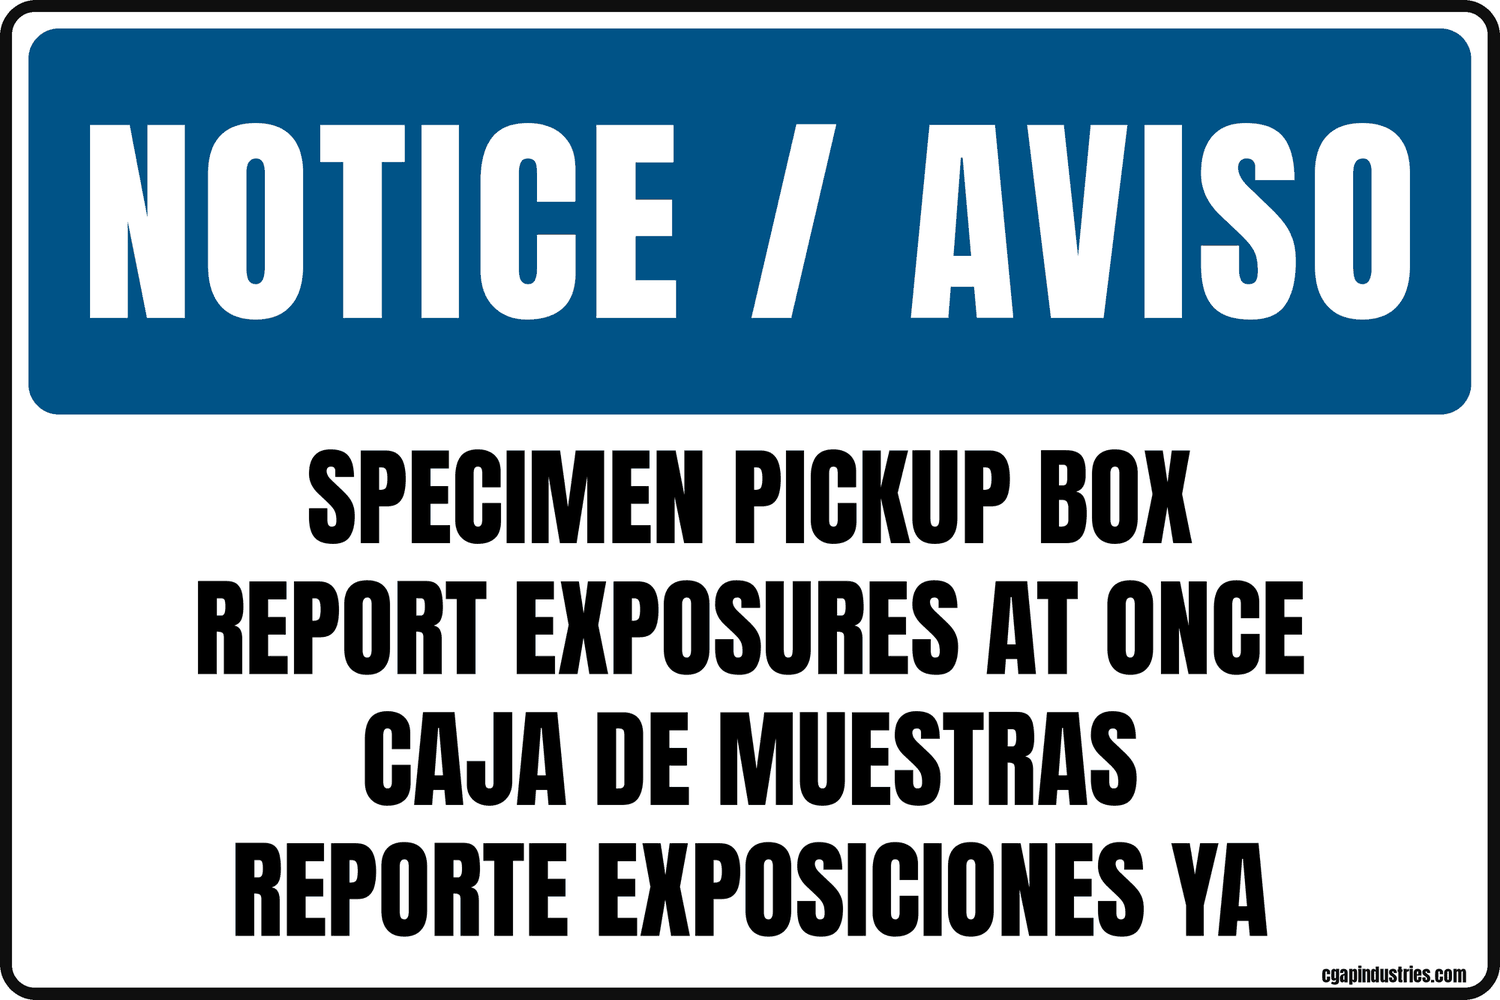 NOTICE / AVISO
SPECIMEN PICKUP BOX
REPORT EXPOSURES AT ONCE
CAJA DE MUESTRAS
REPORTE EXPOSICIONES YA
cgapindustries.com